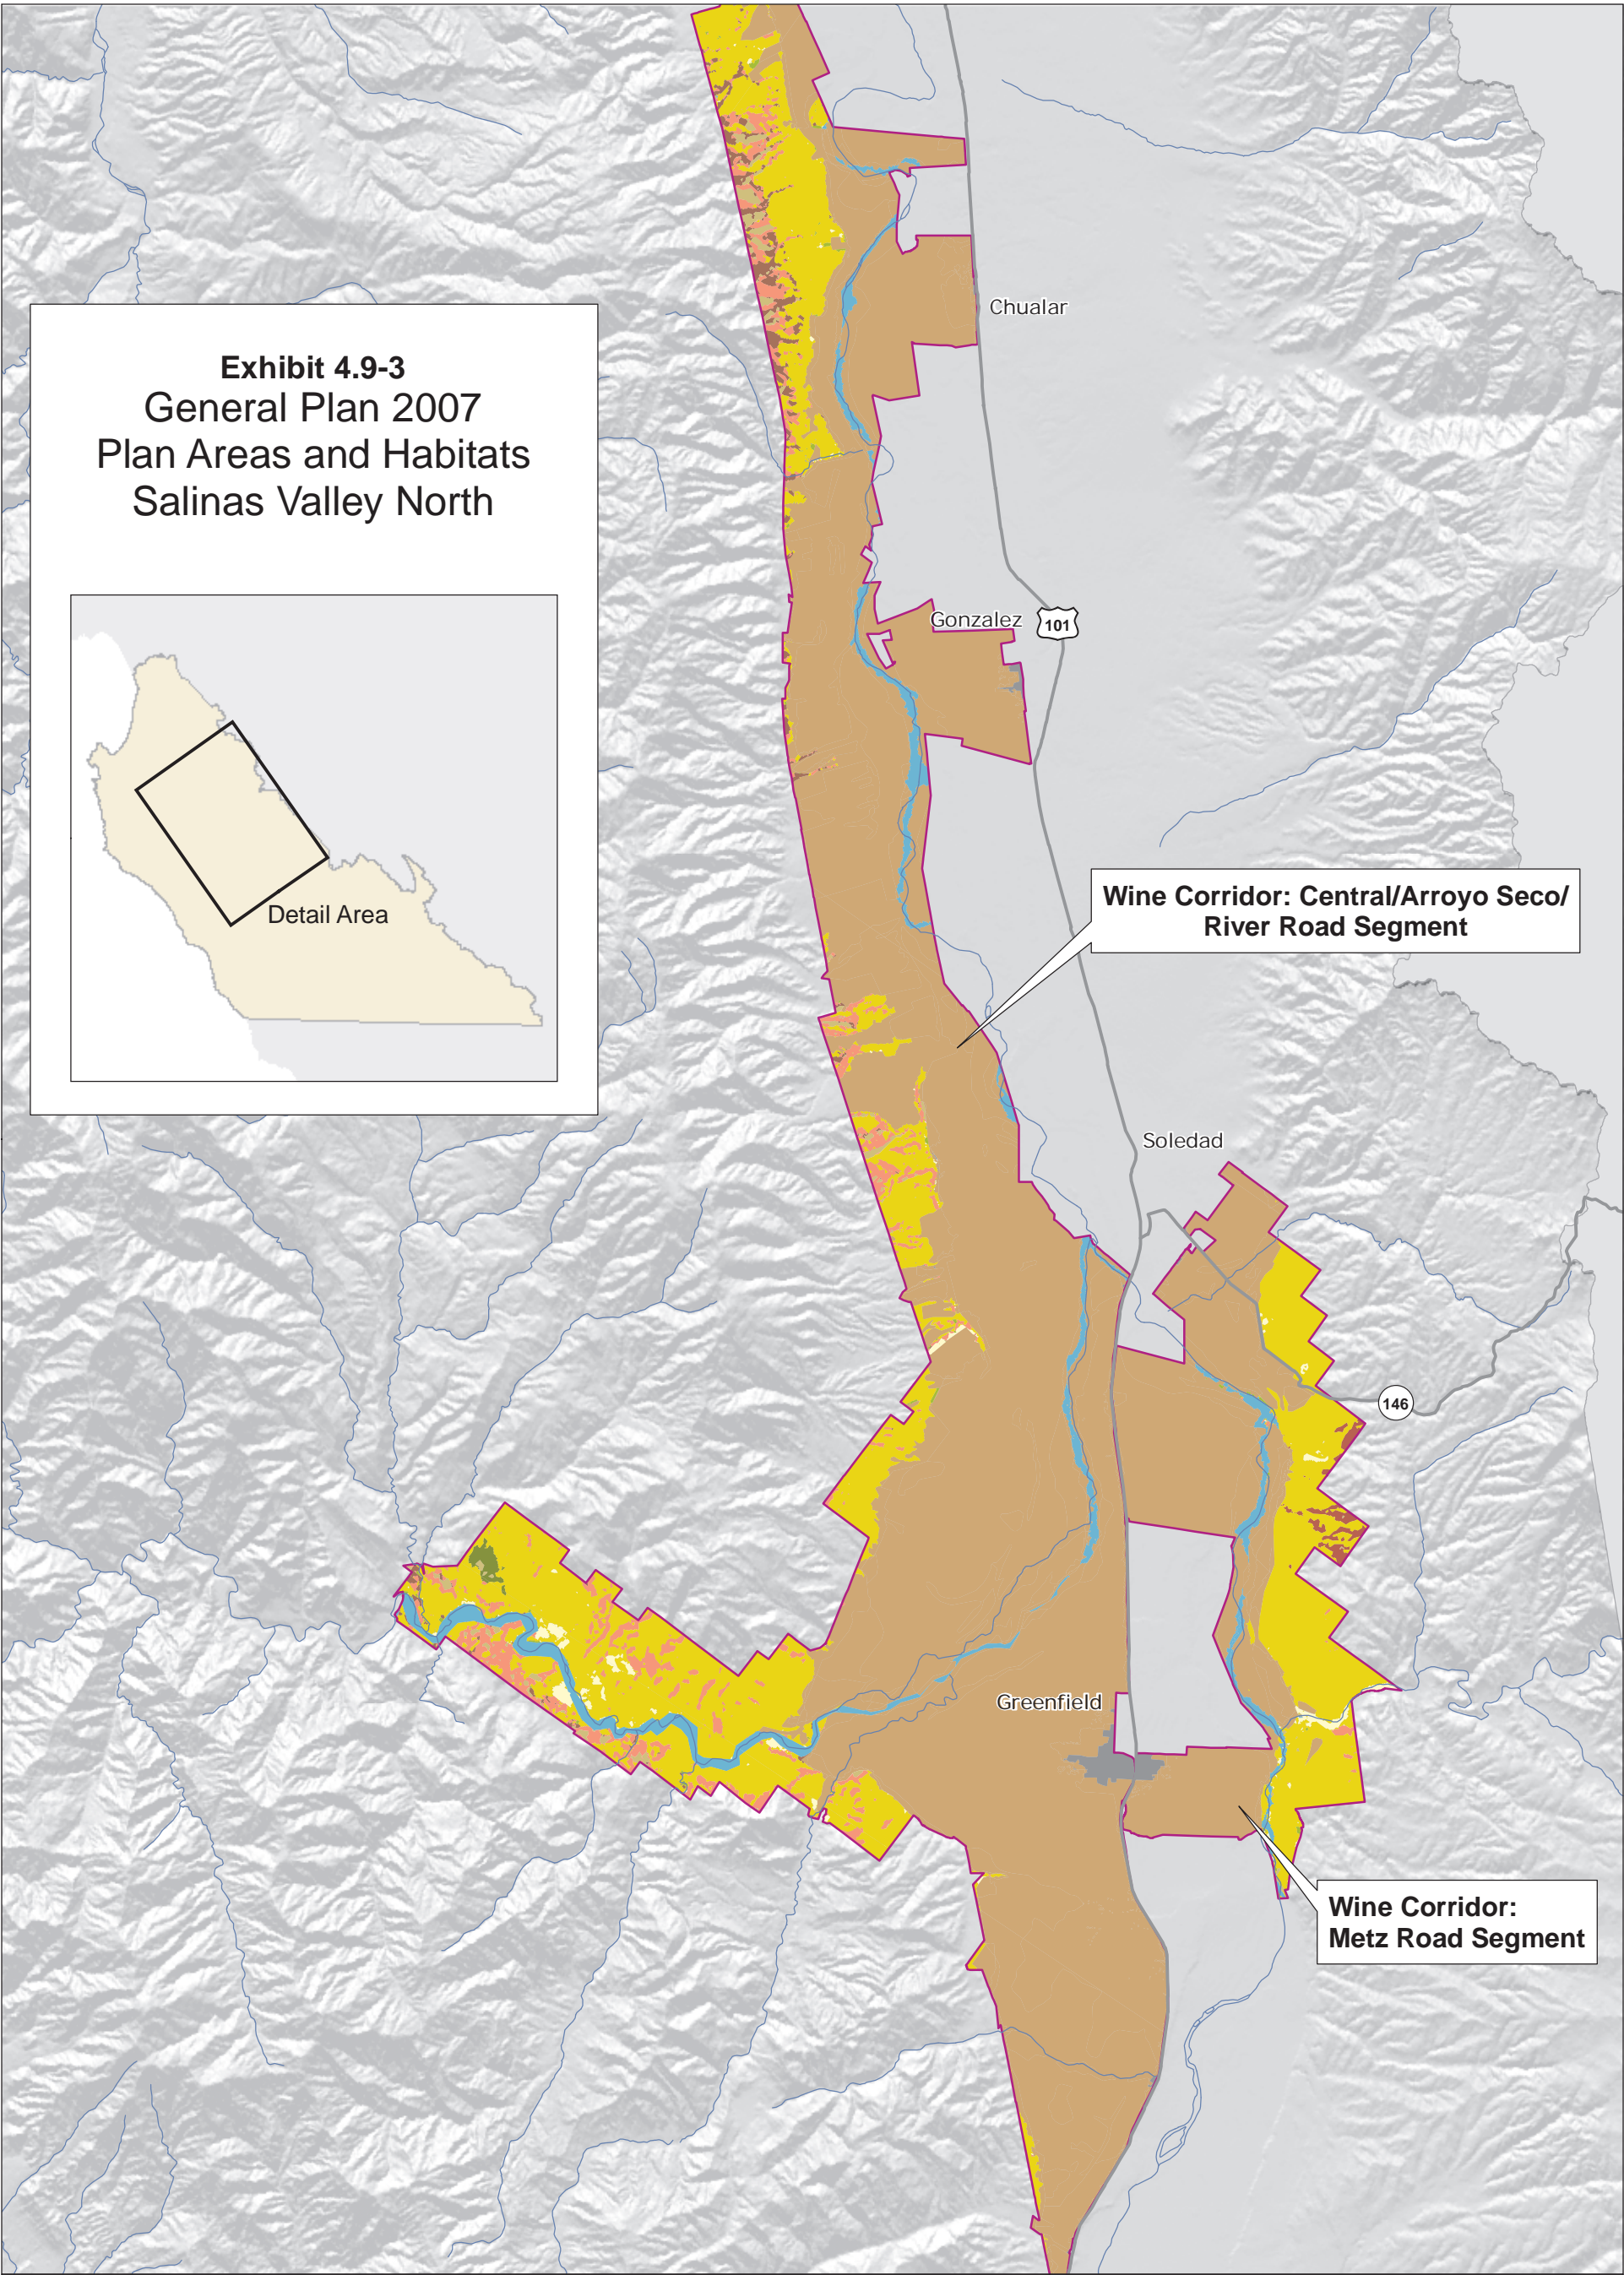 Exhibit 4.9-3
General Plan 2007
Plan Areas and Habitats
Salinas Valley North
Detail Area
Chualar
Gonzalez
101
Wine Corridor: Central/Arroyo Seco/
River Road Segment
Soledad
146
Greenfield
Wine Corridor:
Metz Road Segment